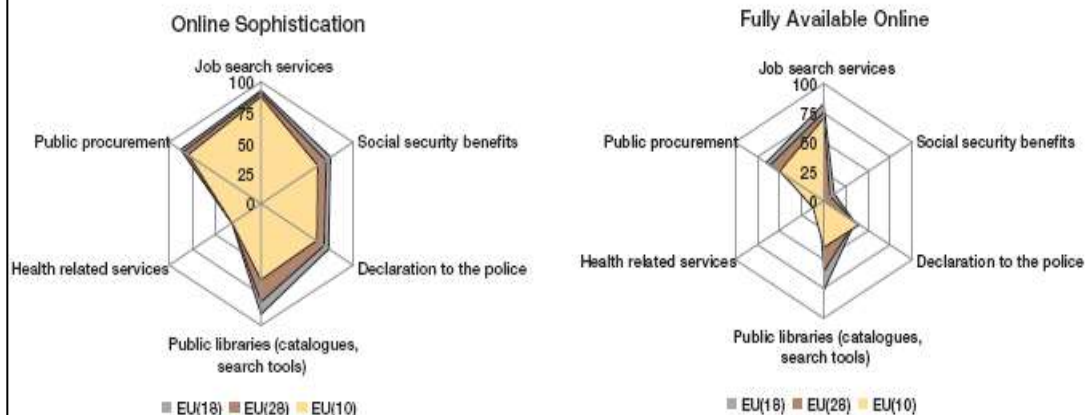 Online Sophistication
Job search services
100
75
50
25
0
Public procurement
Social security benefits
Health related services
Declaration to the police
Public libraries (catalogues,
search tools)
EU(18) EU(28) EU(10)
Fully Available Online
Job search services
100
75
50
25
0
Public procurement
Social security benefits
Health related services
Declaration to the police
Public libraries (catalogues,
search tools)
EU(18) EU(28) EU(10)